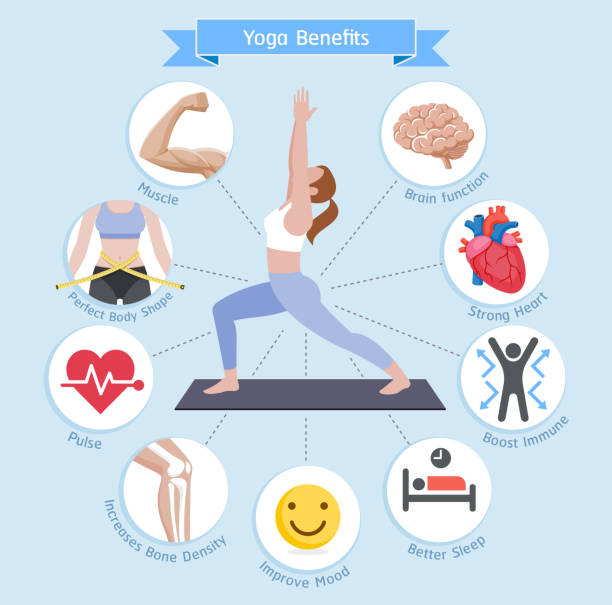 Yoga Benefits
Muscle
Brain function
Perfect Body Shape
Strong Heart
Pulse
Boost Immune
Increases Bone Density
Improve Mood
Better Sleep